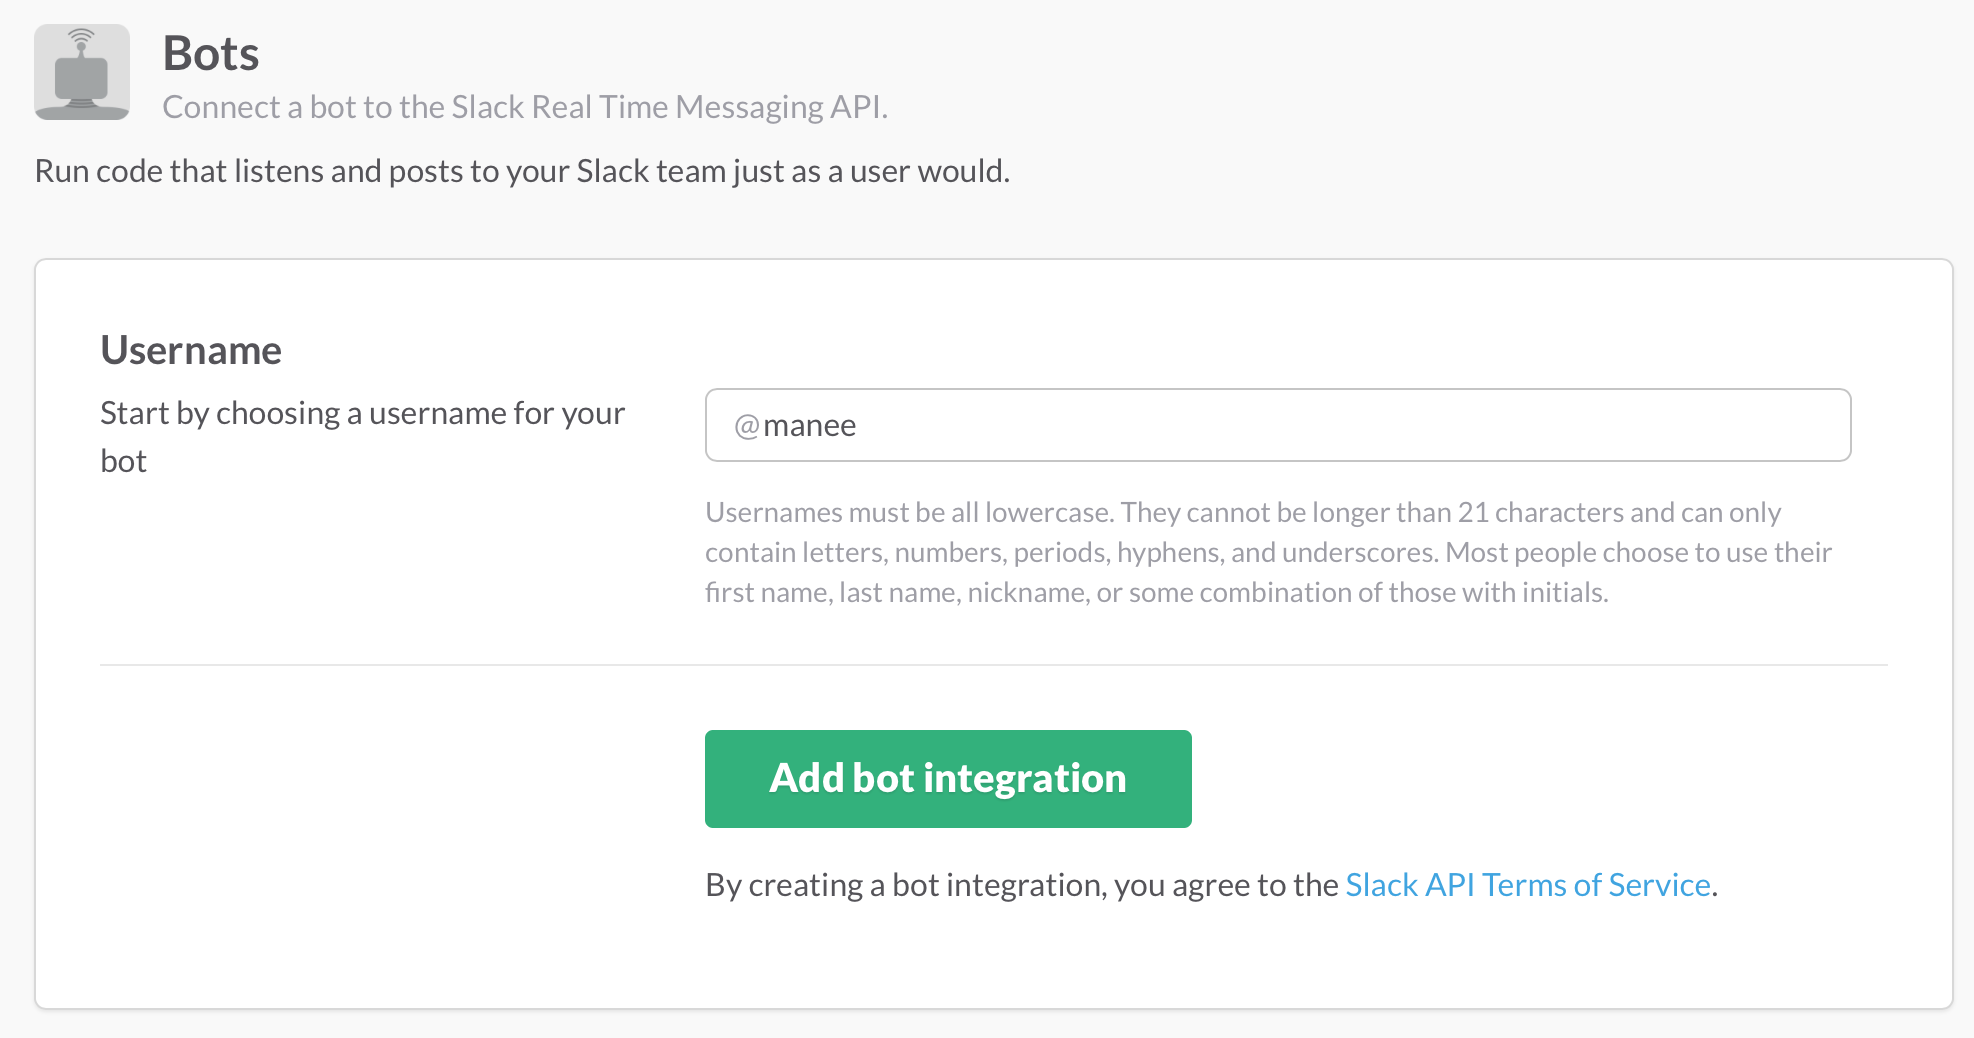 Bots
Connect a bot to the Slack Real Time Messaging API.
Run code that listens and posts to your Slack team just as a user would.
Username
Start by choosing a username for your
bot
@manee
Usernames must be all lowercase. They cannot be longer than 21 characters and can only
contain letters, numbers, periods, hyphens, and underscores. Most people choose to use their
first name, last name, nickname, or some combination of those with initials.
Add bot integration
By creating a bot integration, you agree to the Slack API Terms of Service.